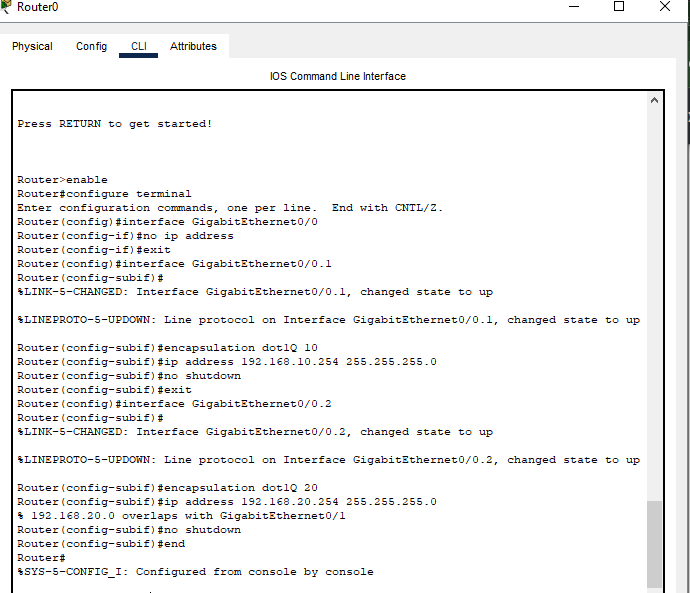 Router0
Physical Config CLI Attributes
IOS Command Line Interface
Press RETURN to get started!
Router>enable
Router#configure terminal
Enter configuration commands, one per line.  End with CNTL/Z.
Router(config)#interface GigabitEthernet0/0
Router(config-if)#no ip address
Router(config-if)#exit
Router(config)#interface GigabitEthernet0/0.1
Router(config-subif)#
%LINK-5-CHANGED: Interface GigabitEthernet0/0.1, changed state to up
%LINEPROTO-5-UPDOWN: Line protocol on Interface GigabitEthernet0/0.1, changed state to up
Router(config-subif)#encapsulation dot1Q 10
Router(config-subif)#ip address 192.168.10.254 255.255.255.0
Router(config-subif)#no shutdown
Router(config-subif)#exit
Router(config)#interface GigabitEthernet0/0.2
Router(config-subif)#
%LINK-5-CHANGED: Interface GigabitEthernet0/0.2, changed state to up
%LINEPROTO-5-UPDOWN: Line protocol on Interface GigabitEthernet0/0.2, changed state to up
Router(config-subif)#encapsulation dot1Q 20
Router(config-subif)#ip address 192.168.20.254 255.255.255.0
% 192.168.20.0 overlaps with GigabitEthernet0/1
Router(config-subif)#no shutdown
Router(config-subif)#end
Router#
%SYS-5-CONFIG_I: Configured from console by console